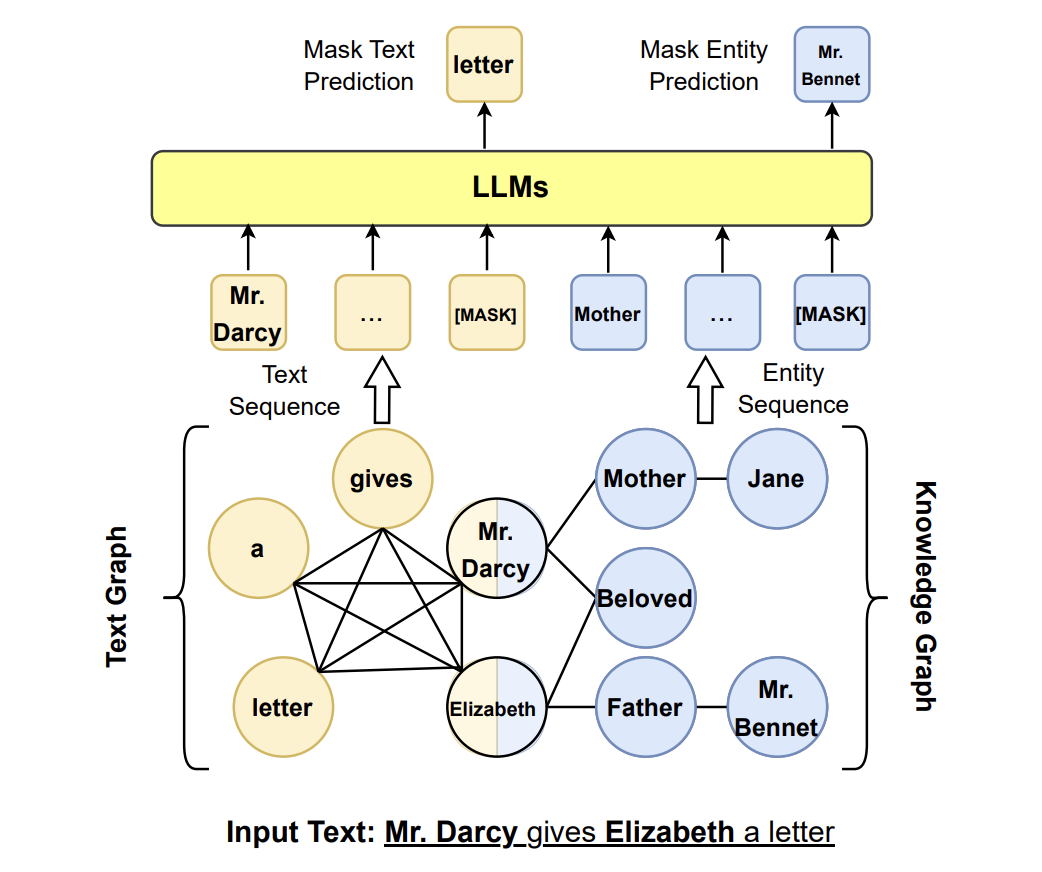 Mask Text
Prediction
letter
Mask Entity
Prediction
Mr.
Bennet
LLMs
Mr.
Darcy
...
[MASK]
Mother
...
[MASK]
Text
Sequence
Entity
Sequence
Text Graph
gives
a
Mr.
Darcy
letter
Elizabeth
Mother
Jane
Beloved
Father
Mr.
Bennet
Knowledge Graph
Input Text: Mr. Darcy gives Elizabeth a letter